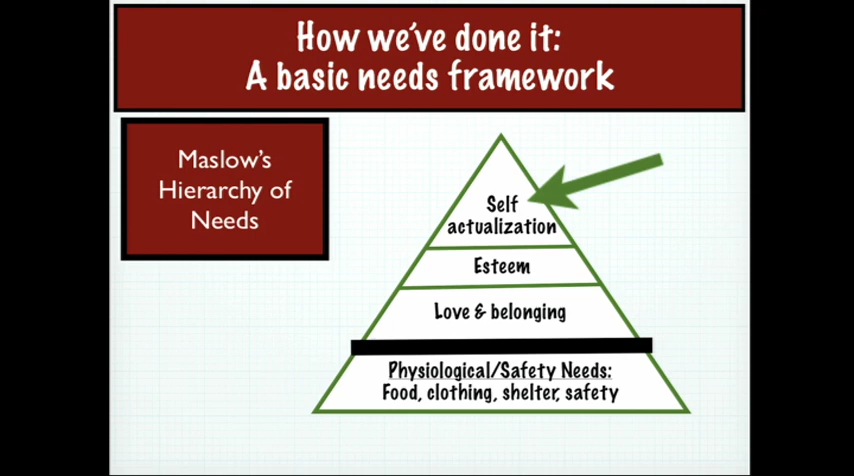 How we've done it:
A basic needs framework
Maslow's
Hierarchy of
Needs
Self
actualization
Esteem
Love & belonging
Physiological/Safety Needs:
Food, clothing, shelter, safety